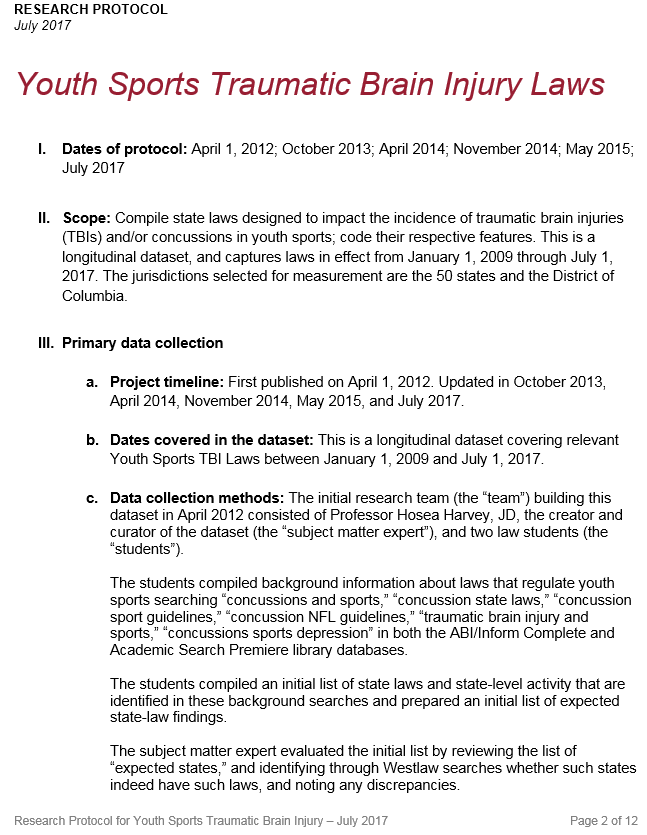 RESEARCH PROTOCOL
July 2017
Youth Sports Traumatic Brain Injury Laws
I. Dates of protocol: April 1, 2012; October 2013; April 2014; November 2014; May 2015;
July 2017
II. Scope: Compile state laws designed to impact the incidence of traumatic brain injuries
(TBIs) and/or concussions in youth sports; code their respective features. This is a
longitudinal dataset, and captures laws in effect from January 1, 2009 through July 1,
2017. The jurisdictions selected for measurement are the 50 states and the District of
Columbia.
III. Primary data collection
a. Project timeline: First published on April 1, 2012. Updated in October 2013,
April 2014, November 2014, May 2015, and July 2017.
b. Dates covered in the dataset: This is a longitudinal dataset covering relevant
Youth Sports TBI Laws between January 1, 2009 and July 1, 2017.
c. Data collection methods: The initial research team (the “team”) building this
dataset in April 2012 consisted of Professor Hosea Harvey, JD, the creator and
curator of the dataset (the “subject matter expert”), and two law students (the
“students”).
The students compiled background information about laws that regulate youth
sports searching “concussions and sports,” “concussion state laws,” “concussion
sport guidelines,” “concussion NFL guidelines,” “traumatic brain injury and
sports,” “concussions sports depression” in both the ABI/Inform Complete and
Academic Search Premiere library databases.
The students compiled an initial list of state laws and state-level activity that are
identified in these background searches and prepared an initial list of expected
state-law findings.
The subject matter expert evaluated the initial list by reviewing the list of
“expected states,” and identifying through Westlaw searches whether such states
indeed have such laws, and noting any discrepancies.
Research Protocol for Youth Sports Traumatic Brain Injury – July 2017 Page 2 of 12